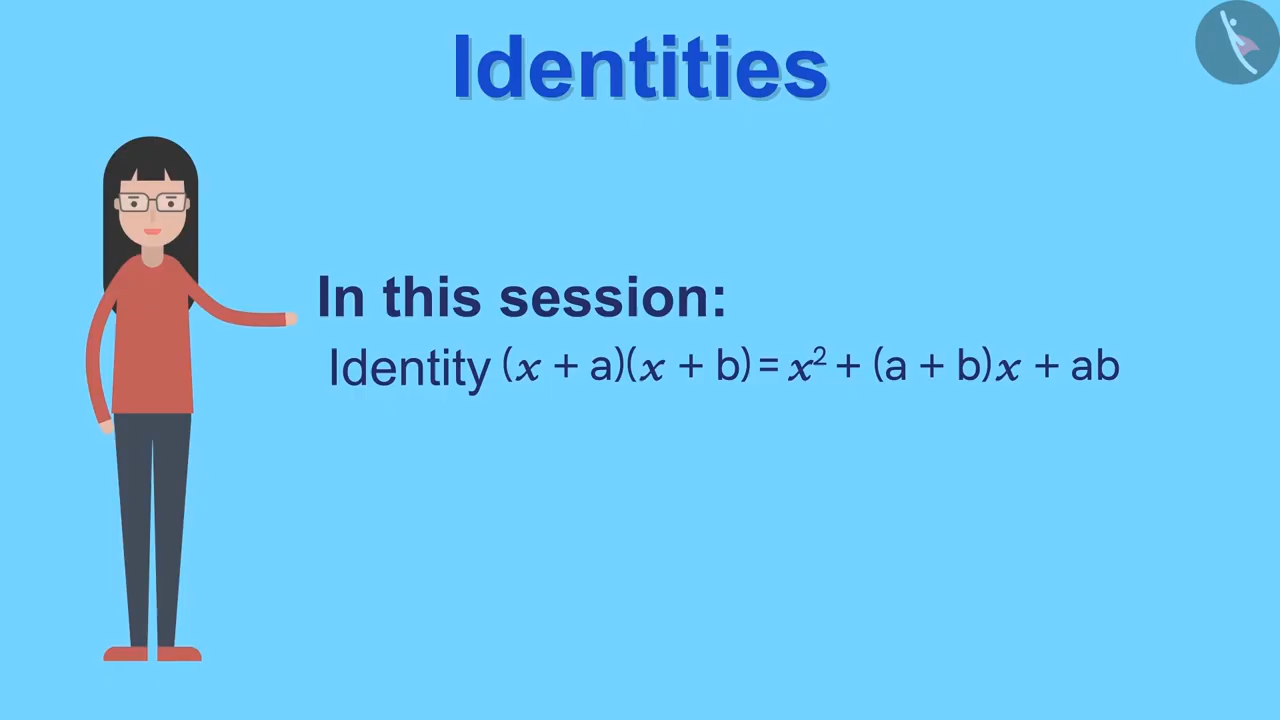 Identities
In this session:
Identity (x + a)(x + b) = x² + (a + b)x + ab